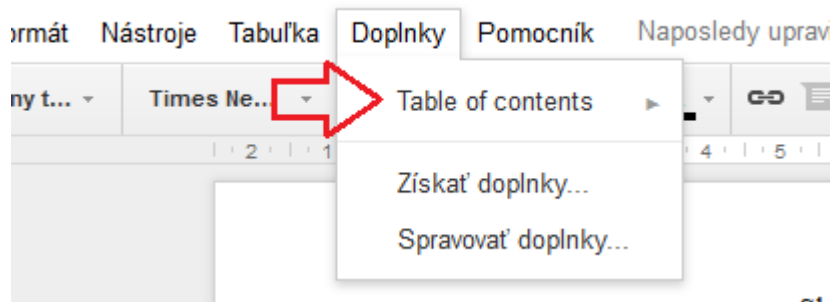 ormát Nástroje Tabuľka Doplnky Pomocník Naposledy uprav
ny t... Times Ne...
Table of contents
2 1 4 5
Získať doplnky...
Spravovať doplnky...